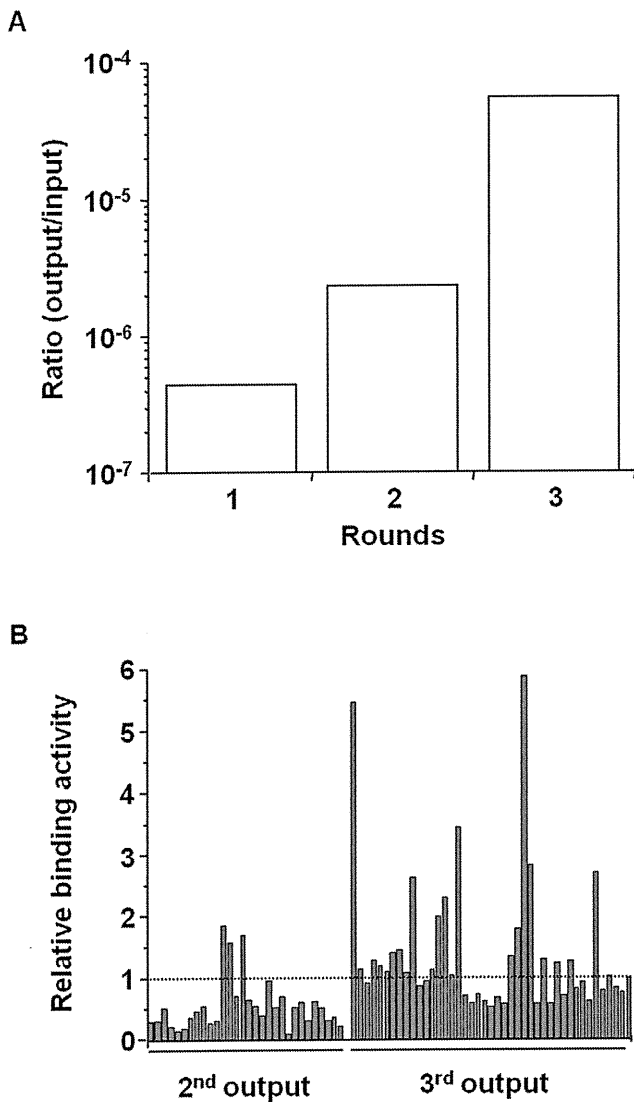 A
Ratio (output/input)
10-4
10-5
10-6
10-7
1 2 3
Rounds
B
Relative binding activity
6
5
4
3
2
1
0
2nd output 3rd output